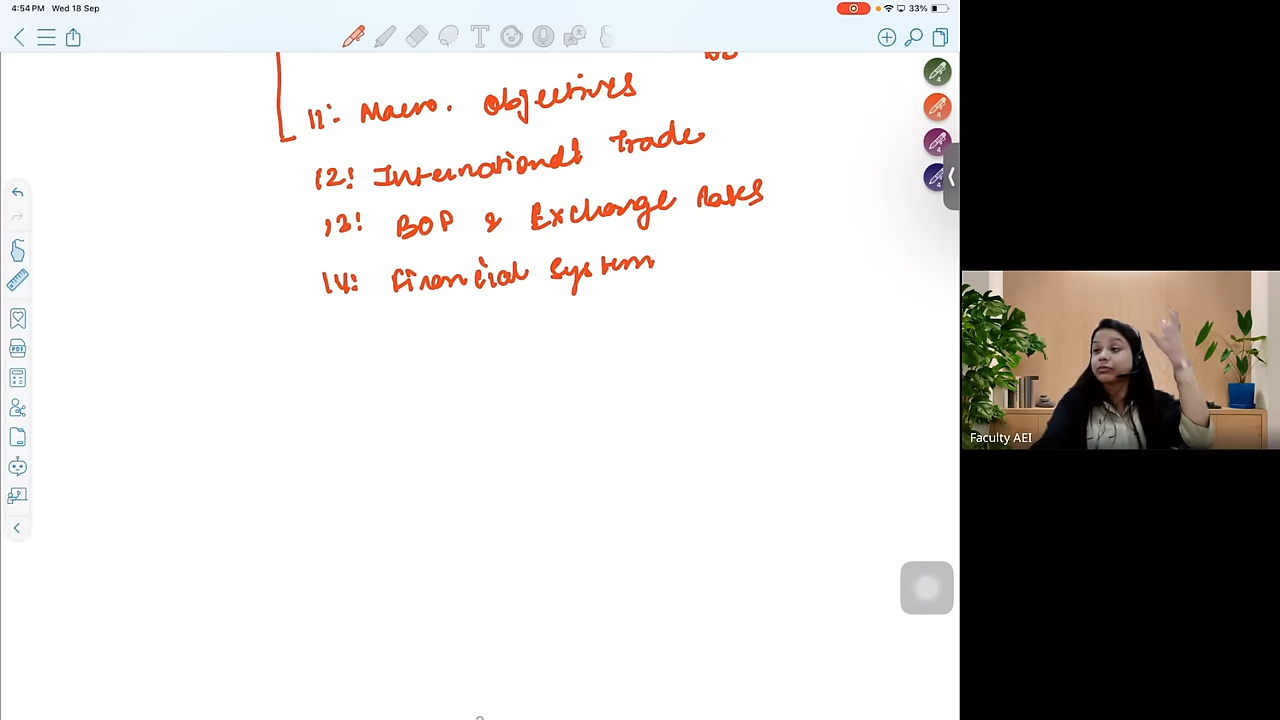 4:54 PM Wed 18 Sep
33%
11: Macro. Objectives
12: International Trade
13: BOP & Exchange Rates
14: Financial System
Faculty AEI